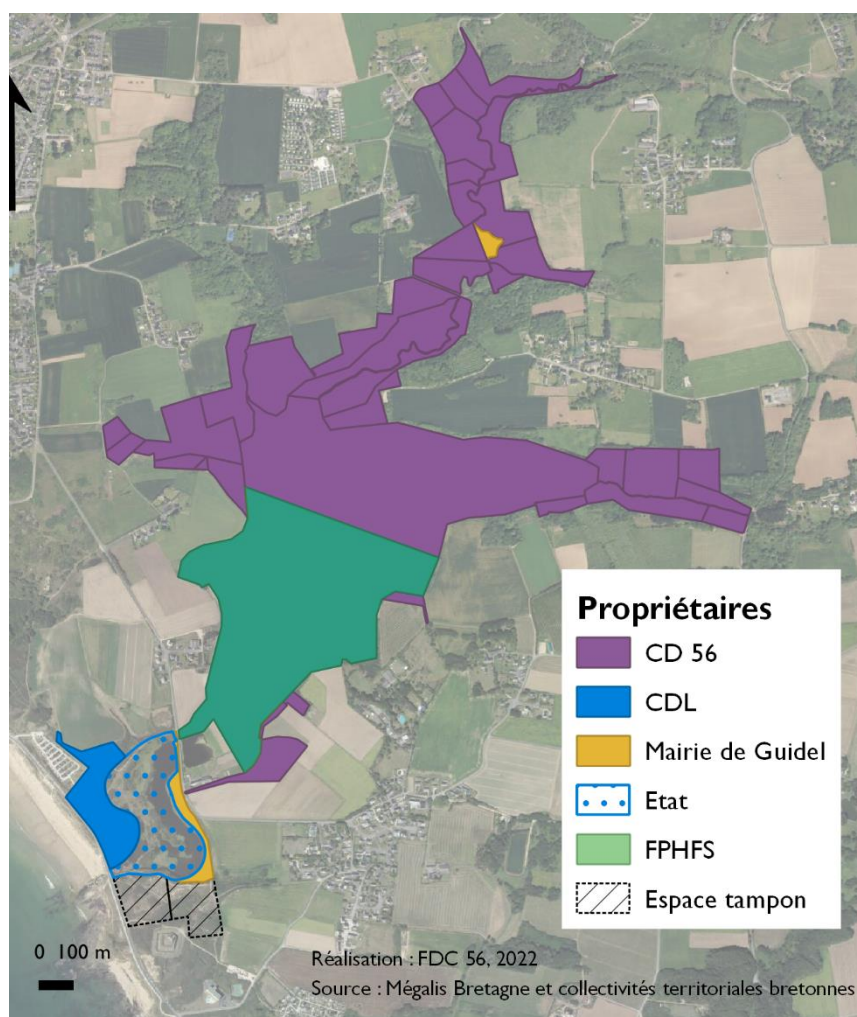 Propriétaires
CD 56
CDL
Mairie de Guidel
Etat
FPHFS
Espace tampon
0 100 m
Réalisation : FDC 56, 2022
Source : Mégalis Bretagne et collectivités territoriales bretonnes